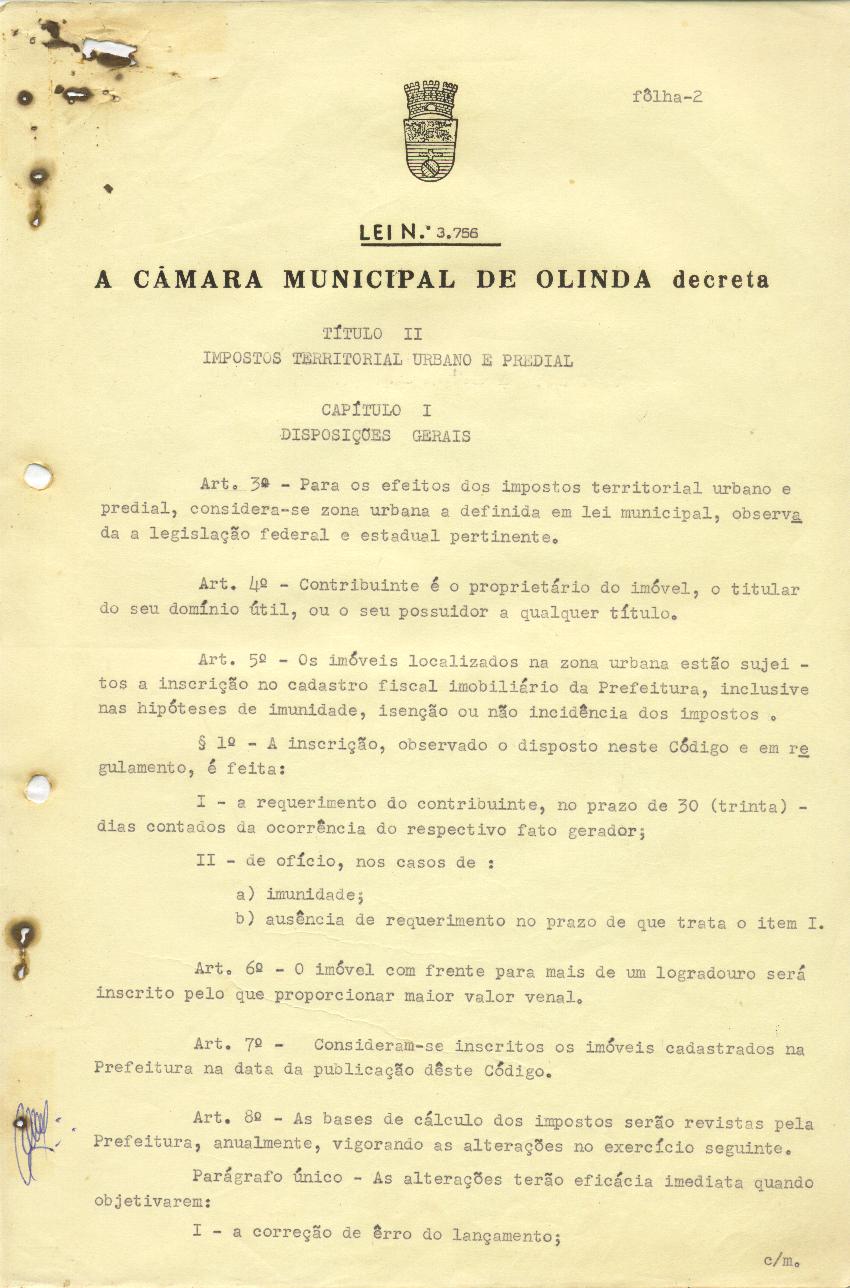 fôlha-2
LEI N.º 3.756
A CÂMARA MUNICIPAL DE OLINDA decreta
TÍTULO II
IMPOSTOS TERRITORIAL URBANO E PREDIAL
CAPÍTULO I
DISPOSIÇÕES GERAIS
Art. 3º - Para os efeitos dos impostos territorial urbano e
predial, considera-se zona urbana a definida em lei municipal, observa
da a legislação federal e estadual pertinente.
Art. 4º - Contribuinte é o proprietário do imóvel, o titular
do seu domínio útil, ou o seu possuidor a qualquer título.
Art. 5º - Os imóveis localizados na zona urbana estão sujei -
tos a inscrição no cadastro fiscal imobiliário da Prefeitura, inclusive
nas hipóteses de imunidade, isenção ou não incidência dos impostos .
§ 1º - A inscrição, observado o disposto neste Código e em re
gulamento, é feita:
I - a requerimento do contribuinte, no prazo de 30 (trinta) -
dias contados da ocorrência do respectivo fato gerador;
II - de ofício, nos casos de :
a) imunidade;
b) ausência de requerimento no prazo de que trata o item I.
Art. 6º - O imóvel com frente para mais de um logradouro será
inscrito pelo que proporcionar maior valor venal.
Art. 7º - Consideram-se inscritos os imóveis cadastrados na
Prefeitura na data da publicação dêste Código.
Art. 8º - As bases de cálculo dos impostos serão revistas pela
Prefeitura, anualmente, vigorando as alterações no exercício seguinte.
Parágrafo único - As alterações terão eficácia imediata quando
objetivarem:
I - a correção de êrro do lançamento;
c/m.